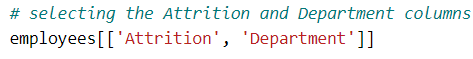 # selecting the Attrition and Department columns
employees[['Attrition', 'Department']]